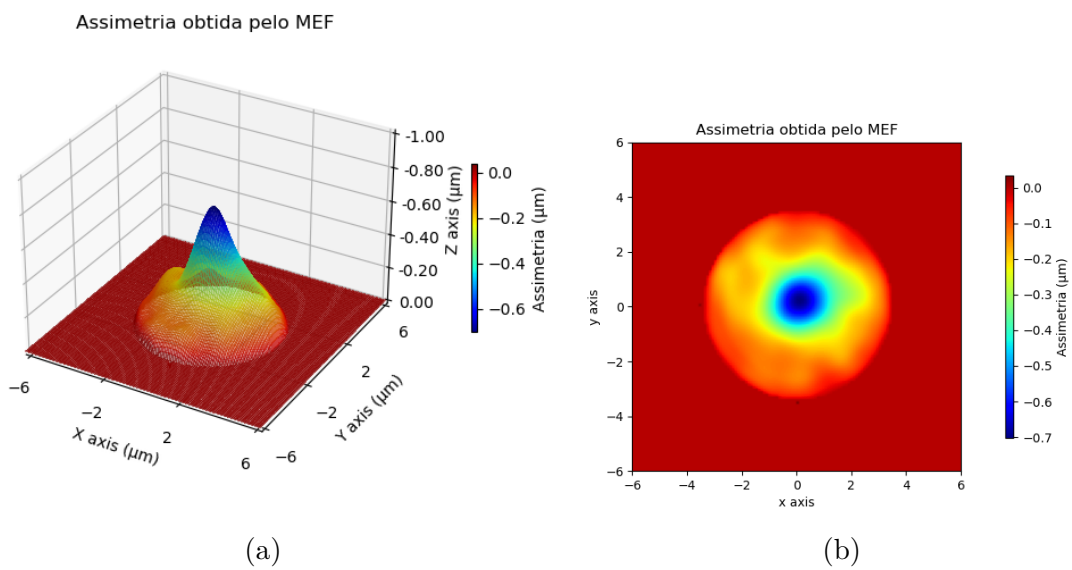 Assimetria obtida pelo MEF
-1.00
-0.80
-0.60
-0.40
-0.20
0.00
Z axis (μm)
−6
−2
2
6
X axis (μm)
−6
−2
2
6
Y axis (μm)
0.0
−0.2
−0.4
−0.6
Assimetria (μm)
(a)
Assimetria obtida pelo MEF
6
4
2
0
−2
−4
−6
y axis
−6 −4 −2 0 2 4 6
x axis
0.0
−0.1
−0.2
−0.3
−0.4
−0.5
−0.6
−0.7
Assimetria (μm)
(b)